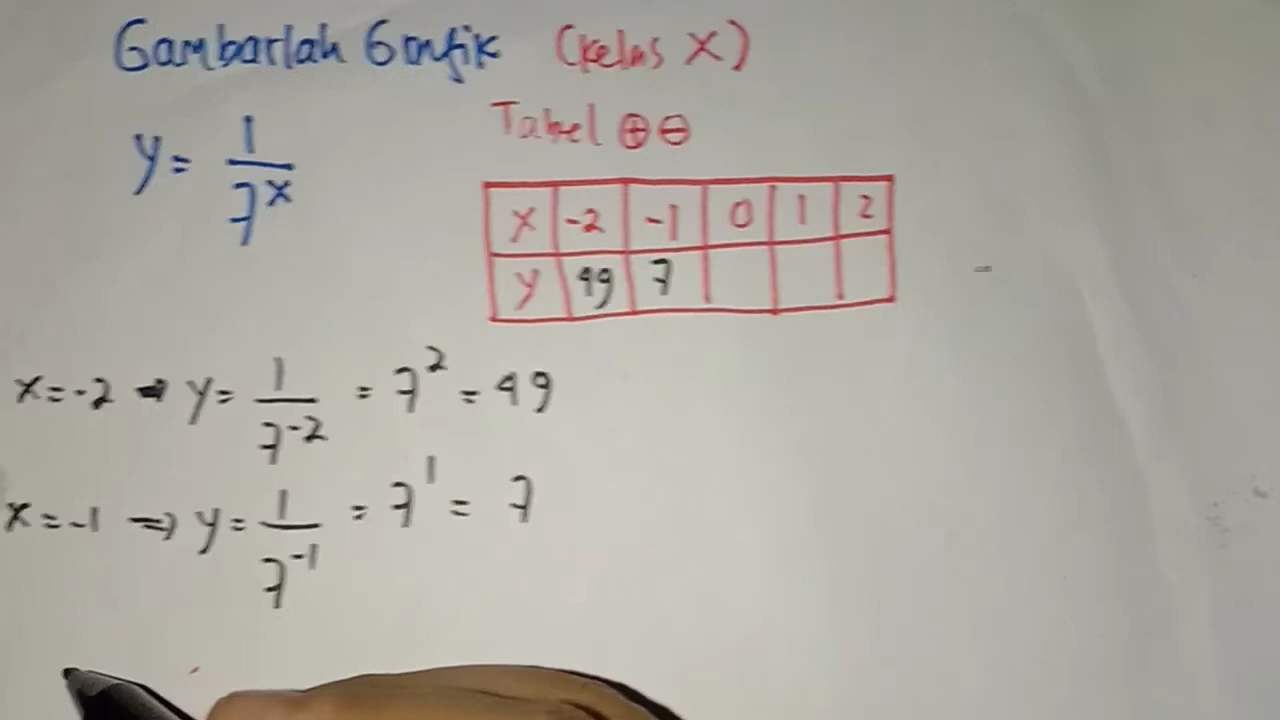 Gambarlah Grafik (Kelas X)
y = 1/7^x
Tabel ⊕ ⊖
x -2 -1 0 1 2
y 49 7
x = -2 → y = 1/7^-2 = 7^2 = 49
x = -1 ⇒ y = 1/7^-1 = 7^1 = 7